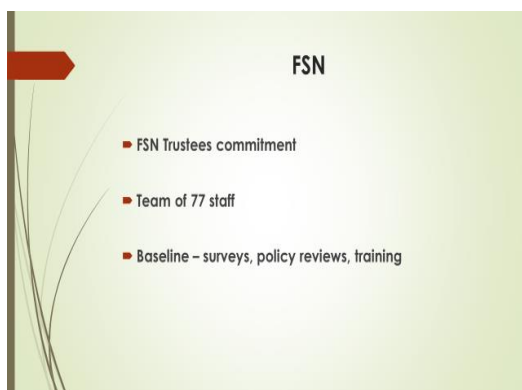 FSN
FSN Trustees commitment
Team of 77 staff
Baseline – surveys, policy reviews, training